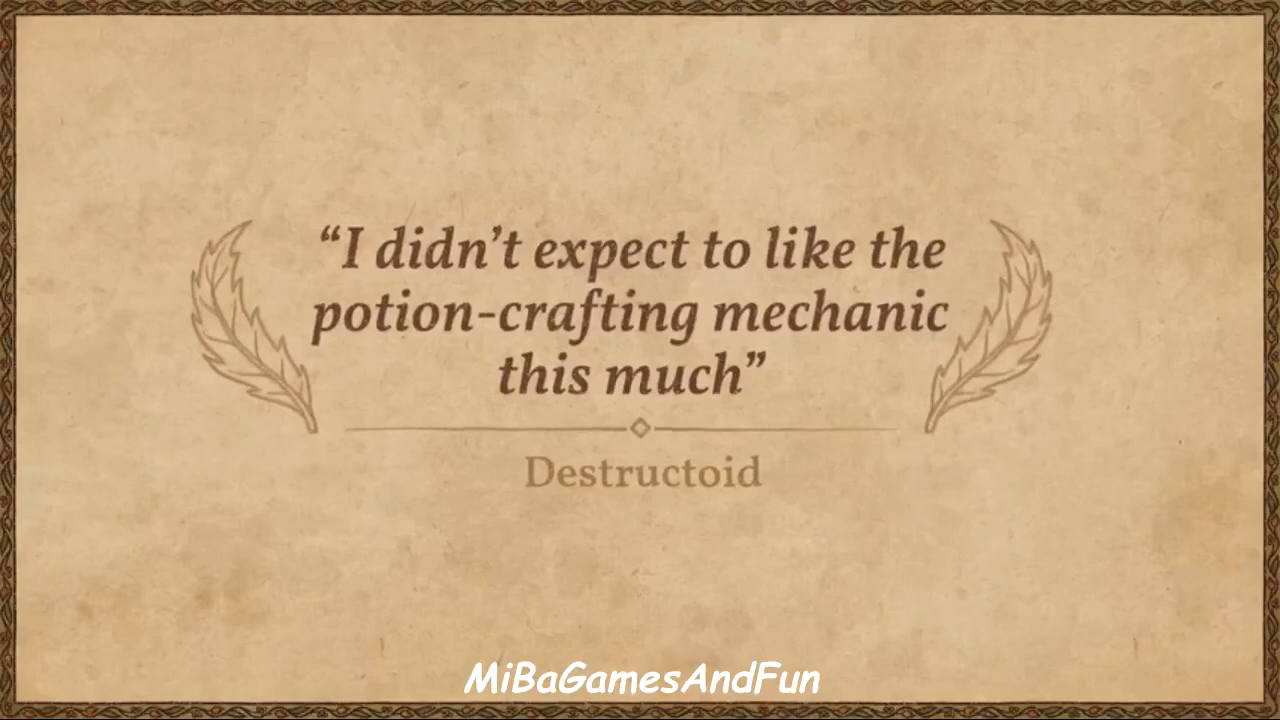 “I didn’t expect to like the
potion-crafting mechanic
this much”
Destructoid
MiBaGamesAndFun